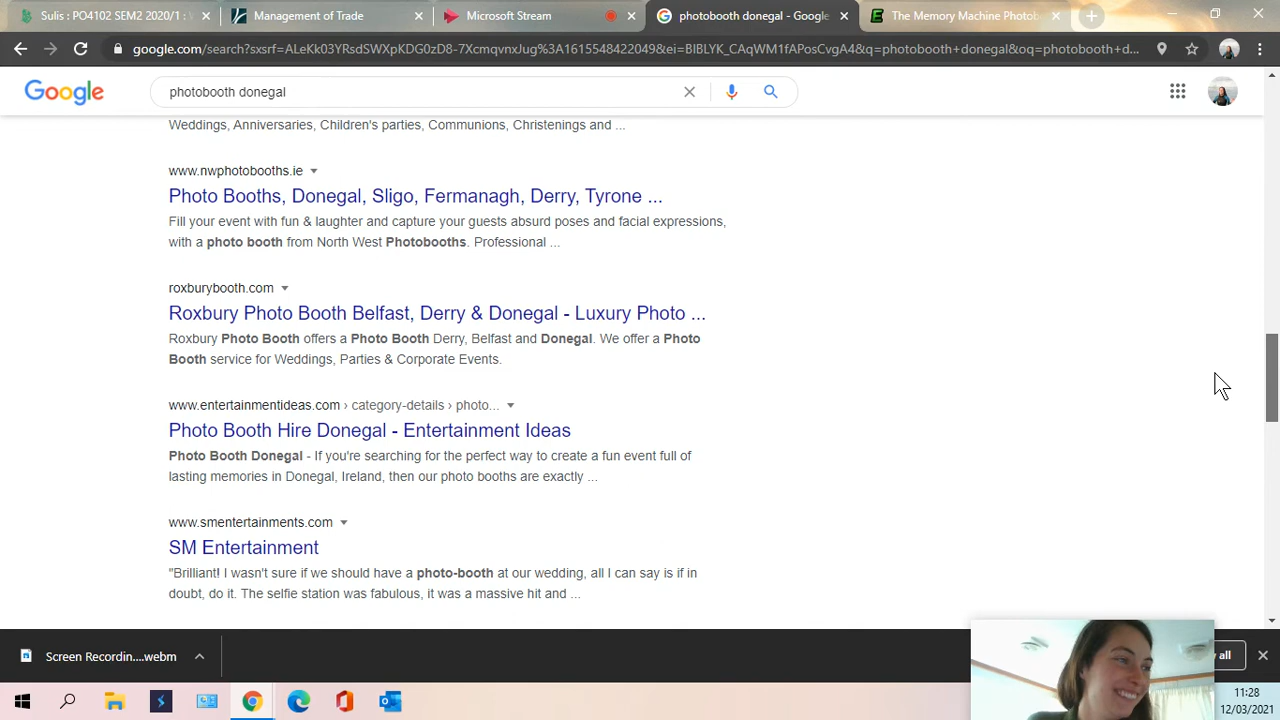 Sulis : PO4102 SEM2 2020/1 :
Management of Trade
Microsoft Stream
photobooth donegal - Google
The Memory Machine Photob
google.com/search?sxsrf=ALeKk03YRsdSWXpKDG0zD8-7XcmqvnxJug%3A1615548422049&ei=BlBLYK_CAqWM1fAPosCvgA4&q=photobooth+donegal&oq=photobooth+d...
Google
photobooth donegal
Weddings, Anniversaries, Children's parties, Communions, Christenings and ...
www.nwphotobooths.ie
Photo Booths, Donegal, Sligo, Fermanagh, Derry, Tyrone ...
Fill your event with fun & laughter and capture your guests absurd poses and facial expressions,
with a photo booth from North West Photobooths. Professional ...
roxburybooth.com
Roxbury Photo Booth Belfast, Derry & Donegal - Luxury Photo ...
Roxbury Photo Booth offers a Photo Booth Derry, Belfast and Donegal. We offer a Photo
Booth service for Weddings, Parties & Corporate Events.
www.entertainmentideas.com › category-details › photo...
Photo Booth Hire Donegal - Entertainment Ideas
Photo Booth Donegal - If you're searching for the perfect way to create a fun event full of
lasting memories in Donegal, Ireland, then our photo booths are exactly ...
www.smentertainments.com
SM Entertainment
"Brilliant! I wasn't sure if we should have a photo-booth at our wedding, all I can say is if in
doubt, do it. The selfie station was fabulous, it was a massive hit and ...
Screen Recordin....webm
all
11:28
12/03/2021